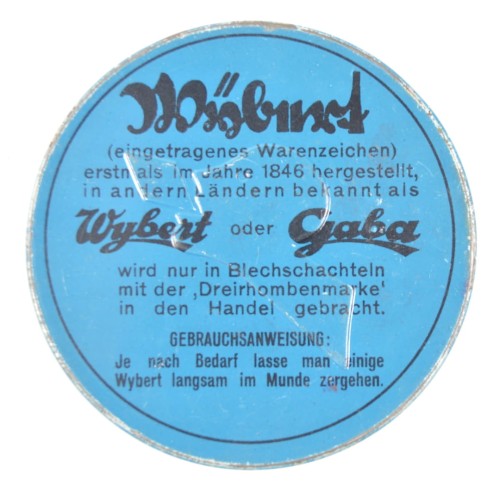 Wybert
(eingetragenes Warenzeichen)
erstmals im Jahre 1846 hergestellt,
in andern Ländern bekannt als
Wybert oder Gaba
wird nur in Blechschachteln
mit der ‚Dreirhombenmarke'
in den Handel gebracht.
GEBRAUCHSANWEISUNG:
Je nach Bedarf lasse man einige
Wybert langsam im Munde zergehen.